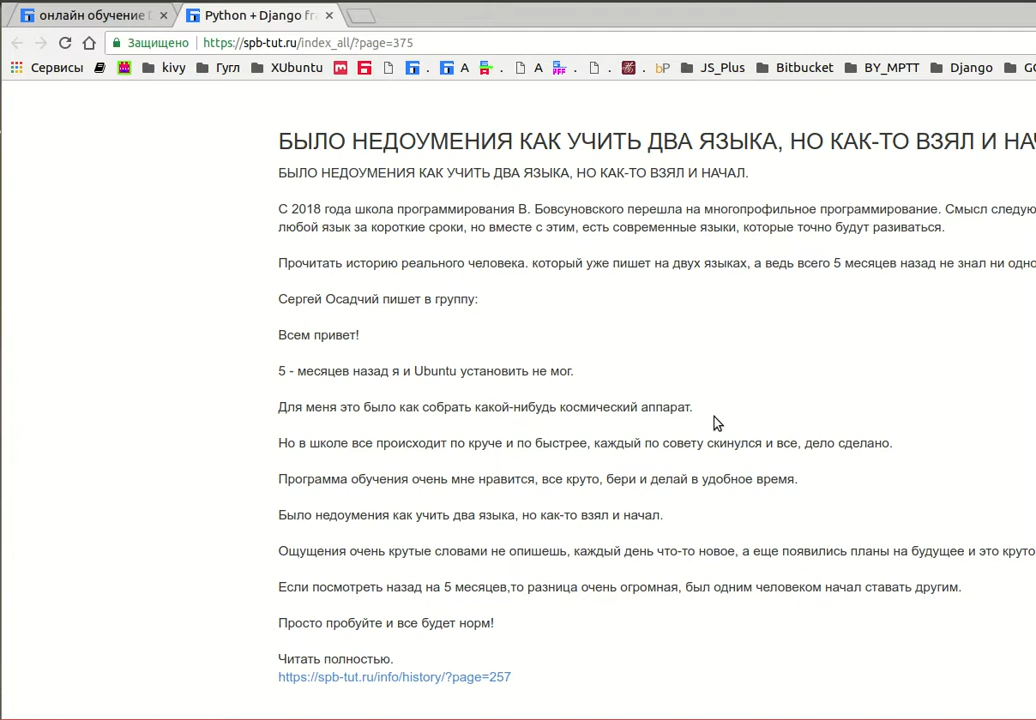 онлайн обучение
Python + Django fr
Защищено https://spb-tut.ru/index_all/?page=375
Сервисы kivy Гугл XUbuntu . A . A . . bP JS_Plus Bitbucket BY_MPTT Django
БЫЛО НЕДОУМЕНИЯ КАК УЧИТЬ ДВА ЯЗЫКА, НО КАК-ТО ВЗЯЛ И НА
БЫЛО НЕДОУМЕНИЯ КАК УЧИТЬ ДВА ЯЗЫКА, НО КАК-ТО ВЗЯЛ И НАЧАЛ.
С 2018 года школа программирования В. Бовсуновского перешла на многопрофильное программирование. Смысл следую
любой язык за короткие сроки, но вместе с этим, есть современные языки, которые точно будут разиваться.
Прочитать историю реального человека. который уже пишет на двух языках, а ведь всего 5 месяцев назад не знал ни одно
Сергей Осадчий пишет в группу:
Всем привет!
5 - месяцев назад я и Ubuntu установить не мог.
Для меня это было как собрать какой-нибудь космический аппарат.
Но в школе все происходит по круче и по быстрее, каждый по совету скинулся и все, дело сделано.
Программа обучения очень мне нравится, все круто, бери и делай в удобное время.
Было недоумения как учить два языка, но как-то взял и начал.
Ощущения очень крутые словами не опишешь, каждый день что-то новое, а еще появились планы на будущее и это круто
Если посмотреть назад на 5 месяцев,то разница очень огромная, был одним человеком начал ставать другим.
Просто пробуйте и все будет норм!
Читать полностью.
https://spb-tut.ru/info/history/?page=257